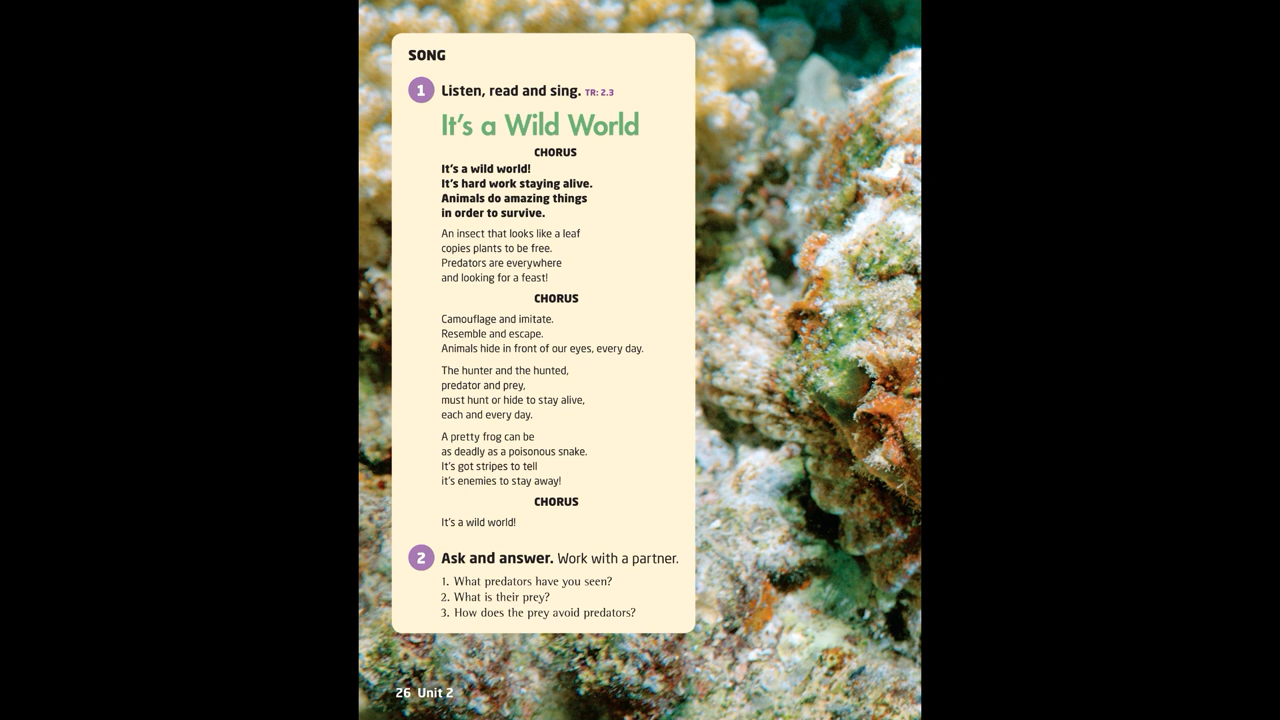 SONG
1 Listen, read and sing. TR: 2.3
It's a Wild World
CHORUS
It's a wild world!
It's hard work staying alive.
Animals do amazing things
in order to survive.
An insect that looks like a leaf
copies plants to be free.
Predators are everywhere
and looking for a feast!
CHORUS
Camouflage and imitate.
Resemble and escape.
Animals hide in front of our eyes, every day.
The hunter and the hunted,
predator and prey,
must hunt or hide to stay alive,
each and every day.
A pretty frog can be
as deadly as a poisonous snake.
It's got stripes to tell
it's enemies to stay away!
CHORUS
It's a wild world!
2 Ask and answer. Work with a partner.
1. What predators have you seen?
2. What is their prey?
3. How does the prey avoid predators?
26 Unit 2